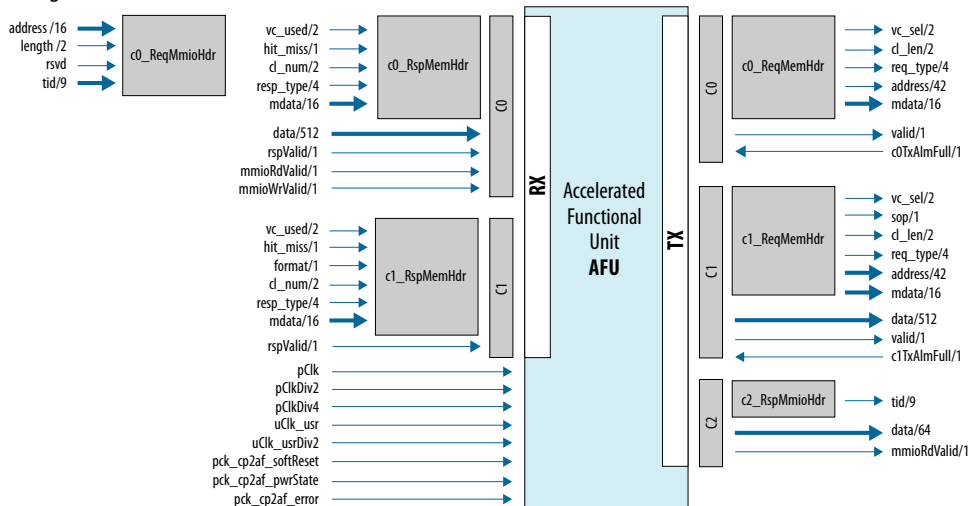 address /16
length /2
rsvd
tid/9
c0_ReqMmioHdr
vc_used/2
hit_miss/1
cl_num/2
resp_type/4
mdata/16
c0_RspMemHdr
data/512
rspValid/1
mmioRdValid/1
mmioWrValid/1
C0
vc_used/2
hit_miss/1
format/1
cl_num/2
resp_type/4
mdata/16
c1_RspMemHdr
rspValid/1
C1
pClk
pClkDiv2
pClkDiv4
uClk_usr
uClk_usrDiv2
pck_cp2af_softReset
pck_cp2af_pwrState
pck_cp2af_error
RX
Accelerated
Functional
Unit
AFU
TX
C0
c0_ReqMemHdr
vc_sel/2
cl_len/2
req_type/4
address/42
mdata/16
valid/1
c0TxAlmFull/1
C1
c1_ReqMemHdr
vc_sel/2
sop/1
cl_len/2
req_type/4
address/42
mdata/16
data/512
valid/1
c1TxAlmFull/1
C2
c2_RspMmioHdr
tid/9
data/64
mmioRdValid/1